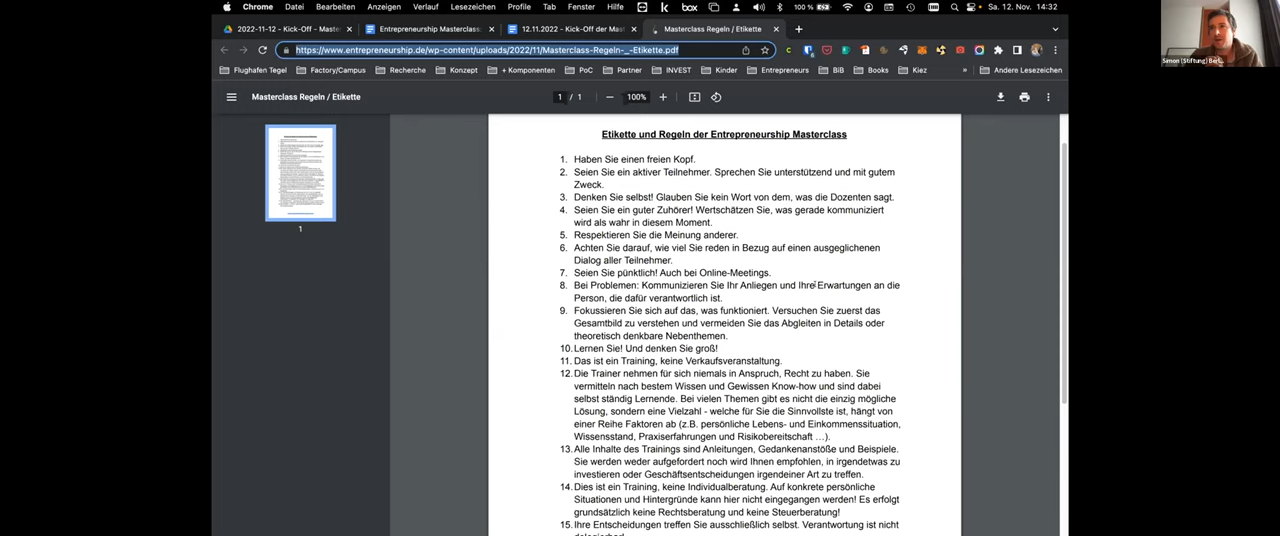 Chrome Datei Bearbeiten Anzeigen Verlauf Lesezeichen Profile Tab Fenster Hilfe box 100 % Sa. 12. Nov. 14:32
2022-11-12 - Kick-Off – Master Entrepreneurship Masterclass 12.11.2022 - Kick-Off der Mas Masterclass Regeln / Etikette
https://www.entrepreneurship.de/wp-content/uploads/2022/11/Masterclass-Regeln-_-Etikette.pdf
Flughafen Tegel Factory/Campus Recherche Konzept + Komponenten PoC Partner INVEST Kinder Entrepreneurs BIB Books Kiez » Andere Lesezeichen
Masterclass Regeln / Etikette 1 / 1 100%
Simon (Stiftung) Berl...
1
Etikette und Regeln der Entrepreneurship Masterclass
1. Haben Sie einen freien Kopf.
2. Seien Sie ein aktiver Teilnehmer. Sprechen Sie unterstützend und mit gutem
Zweck.
3. Denken Sie selbst! Glauben Sie kein Wort von dem, was die Dozenten sagt.
4. Seien Sie ein guter Zuhörer! Wertschätzen Sie, was gerade kommuniziert
wird als wahr in diesem Moment.
5. Respektieren Sie die Meinung anderer.
6. Achten Sie darauf, wie viel Sie reden in Bezug auf einen ausgeglichenen
Dialog aller Teilnehmer.
7. Seien Sie pünktlich! Auch bei Online-Meetings.
8. Bei Problemen: Kommunizieren Sie Ihr Anliegen und Ihre Erwartungen an die
Person, die dafür verantwortlich ist.
9. Fokussieren Sie sich auf das, was funktioniert. Versuchen Sie zuerst das
Gesamtbild zu verstehen und vermeiden Sie das Abgleiten in Details oder
theoretisch denkbare Nebenthemen.
10. Lernen Sie! Und denken Sie groß!
11. Das ist ein Training, keine Verkaufsveranstaltung.
12. Die Trainer nehmen für sich niemals in Anspruch, Recht zu haben. Sie
vermitteln nach bestem Wissen und Gewissen Know-how und sind dabei
selbst ständig Lernende. Bei vielen Themen gibt es nicht die einzig mögliche
Lösung, sondern eine Vielzahl - welche für Sie die Sinnvollste ist, hängt von
einer Reihe Faktoren ab (z.B. persönliche Lebens- und Einkommenssituation,
Wissensstand, Praxiserfahrungen und Risikobereitschaft …).
13. Alle Inhalte des Trainings sind Anleitungen, Gedankenanstöße und Beispiele.
Sie werden weder aufgefordert noch wird Ihnen empfohlen, in irgendetwas zu
investieren oder Geschäftsentscheidungen irgendeiner Art zu treffen.
14. Dies ist ein Training, keine Individualberatung. Auf konkrete persönliche
Situationen und Hintergründe kann hier nicht eingegangen werden! Es erfolgt
grundsätzlich keine Rechtsberatung und keine Steuerberatung!
15. Ihre Entscheidungen treffen Sie ausschließlich selbst. Verantwortung ist nicht